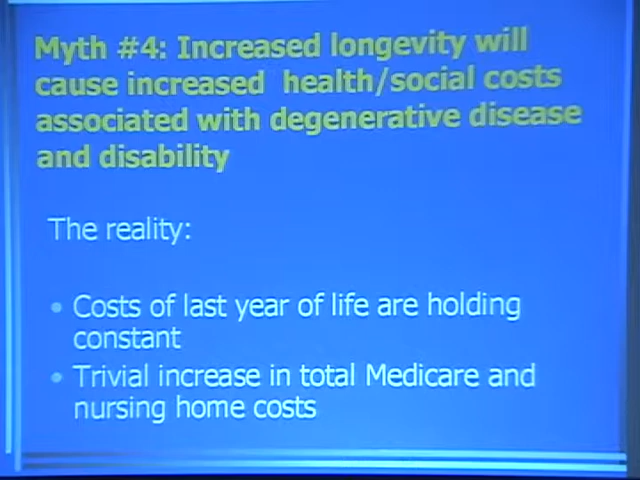 Myth #4: Increased longevity will
cause increased health/social costs
associated with degenerative disease
and disability
The reality:
• Costs of last year of life are holding
constant
• Trivial increase in total Medicare and
nursing home costs